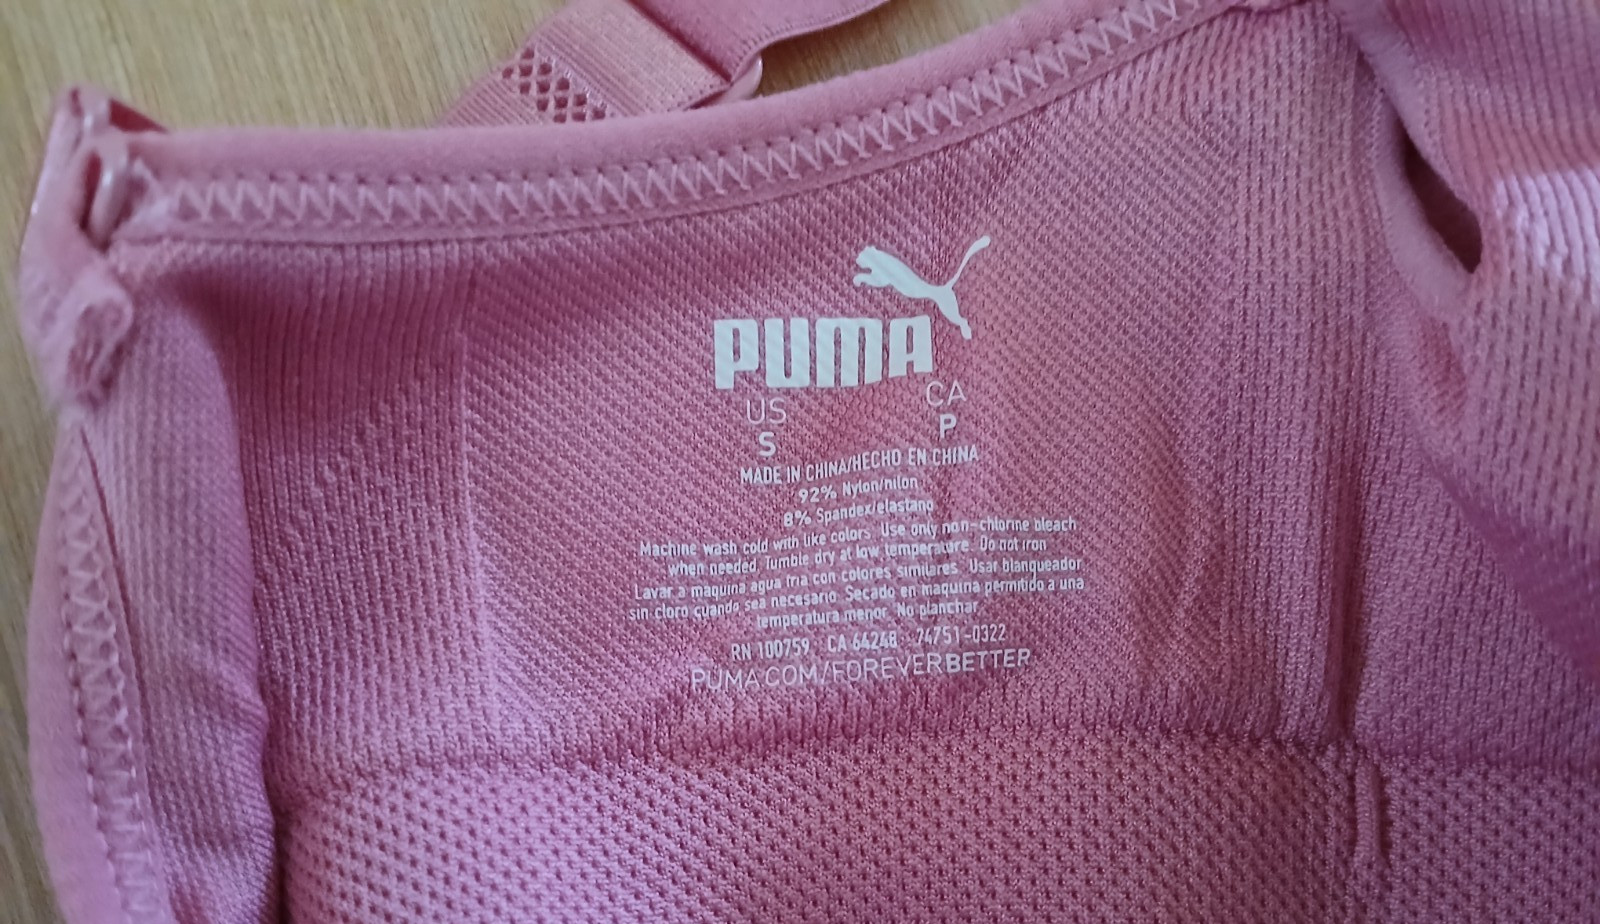 PUMA
US CA
S P
MADE IN CHINA/HECHO EN CHINA
92% Nylon/nilon
8% Spandex/elastano
Machine wash cold with like colors. Use only non-chlorine bleach
when needed. Tumble dry at low temperature. Do not iron
Lavar a maquina agua fria con colores similares. Usar blanqueador
sin cloro cuando sea necesario. Secado en maquina permitido a una
temperatura menor. No planchar
RN 100759 CA 64248 74751-0322
PUMA.COM/FOREVERBETTER